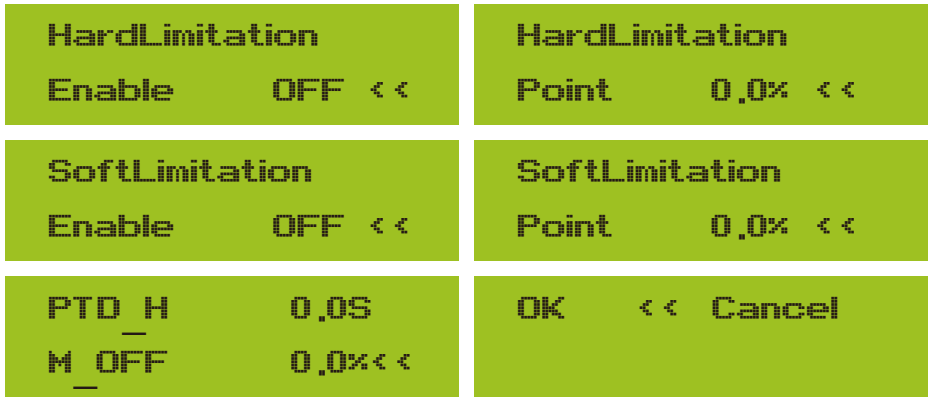 HardLimitation
Enable OFF <<
HardLimitation
Point 0.0% <<
SoftLimitation
Enable OFF <<
SoftLimitation
Point 0.0% <<
PTD_H 0.0S
M_OFF 0.0%<<
OK << Cancel